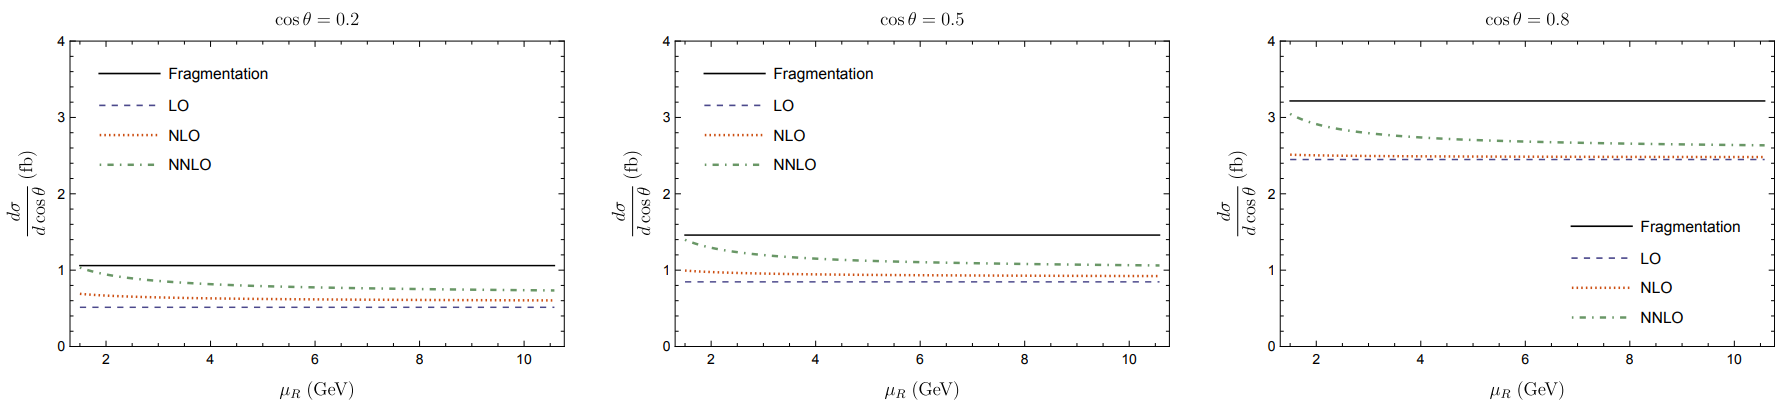 cos θ = 0.2
4
3
2
1
0
Fragmentation
LO
NLO
NNLO
dσ
d cos θ
(fb)
2 4 6 8 10
μR (GeV)
cos θ = 0.5
4
3
2
1
0
Fragmentation
LO
NLO
NNLO
dσ
d cos θ
(fb)
2 4 6 8 10
μR (GeV)
cos θ = 0.8
4
3
2
1
0
Fragmentation
LO
NLO
NNLO
dσ
d cos θ
(fb)
2 4 6 8 10
μR (GeV)